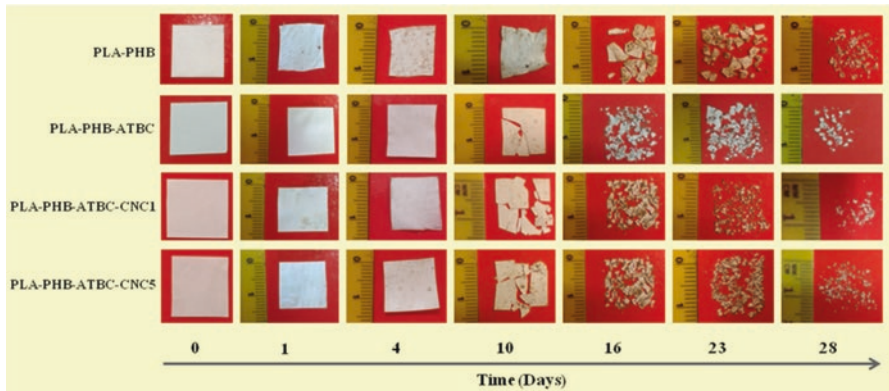 PLA-PHB
PLA-PHB-ATBC
PLA-PHB-ATBC-CNC1
PLA-PHB-ATBC-CNC5
0 1 4 10 16 23 28
Time (Days)